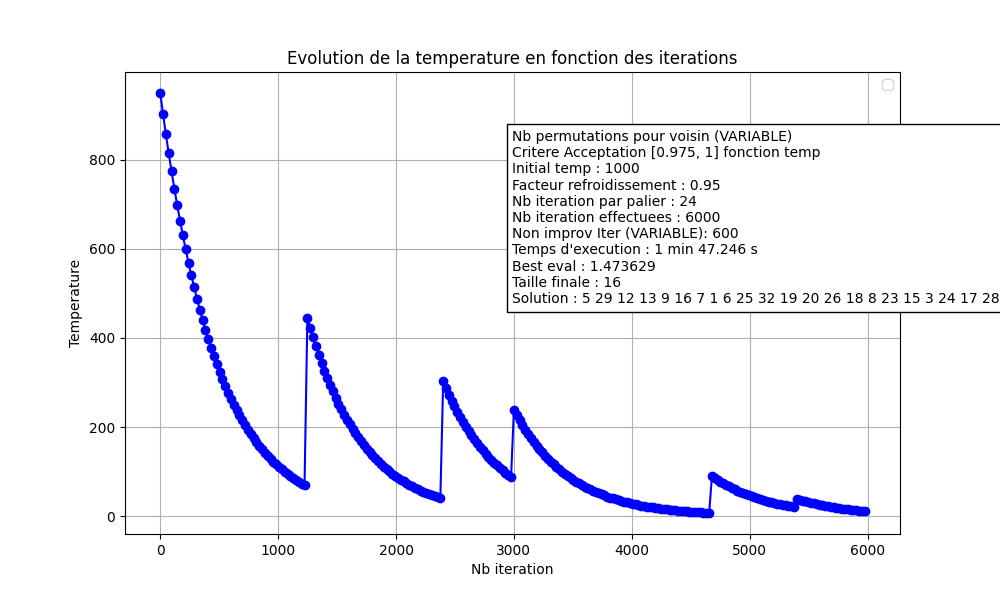 Evolution de la temperature en fonction des iterations
Nb permutations pour voisin (VARIABLE)
Critere Acceptation [0.975, 1] fonction temp
Initial temp : 1000
Facteur refroidissement : 0.95
Nb iteration par palier : 24
Nb iteration effectuees : 6000
Non improv Iter (VARIABLE): 600
Temps d'execution : 1 min 47.246 s
Best eval : 1.473629
Taille finale : 16
Solution : 5 29 12 13 9 16 7 1 6 25 32 19 20 26 18 8 23 15 3 24 17 28
Temperature
800
600
400
200
0
0 1000 2000 3000 4000 5000 6000
Nb iteration